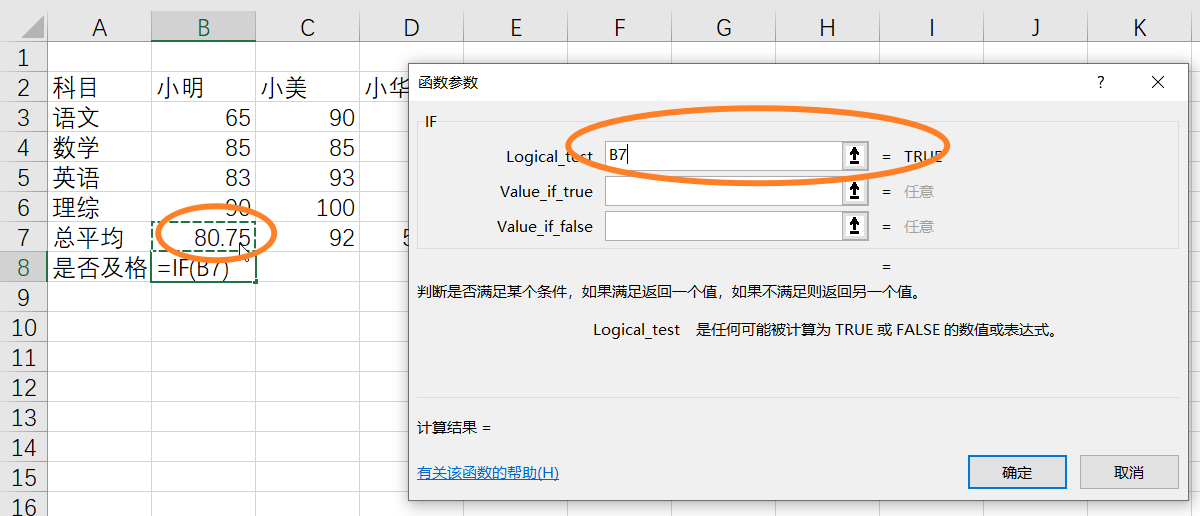 A B C D E F G H I J K
1
2 科目 小明 小美 小华
3 语文 65 90
4 数学 85 85
5 英语 83 93
6 理综 90 100
7 总平均 80.75 92 5
8 是否及格 =IF(B7)
9
10
11
12
13
14
15
16
函数参数 ?
IF
Logical_test B7 = TRUE
Value_if_true = 任意
Value_if_false = 任意
=
判断是否满足某个条件，如果满足返回一个值，如果不满足则返回另一个值。
Logical_test 是任何可能被计算为 TRUE 或 FALSE 的数值或表达式。
计算结果 =
有关该函数的帮助(H) 确定 取消